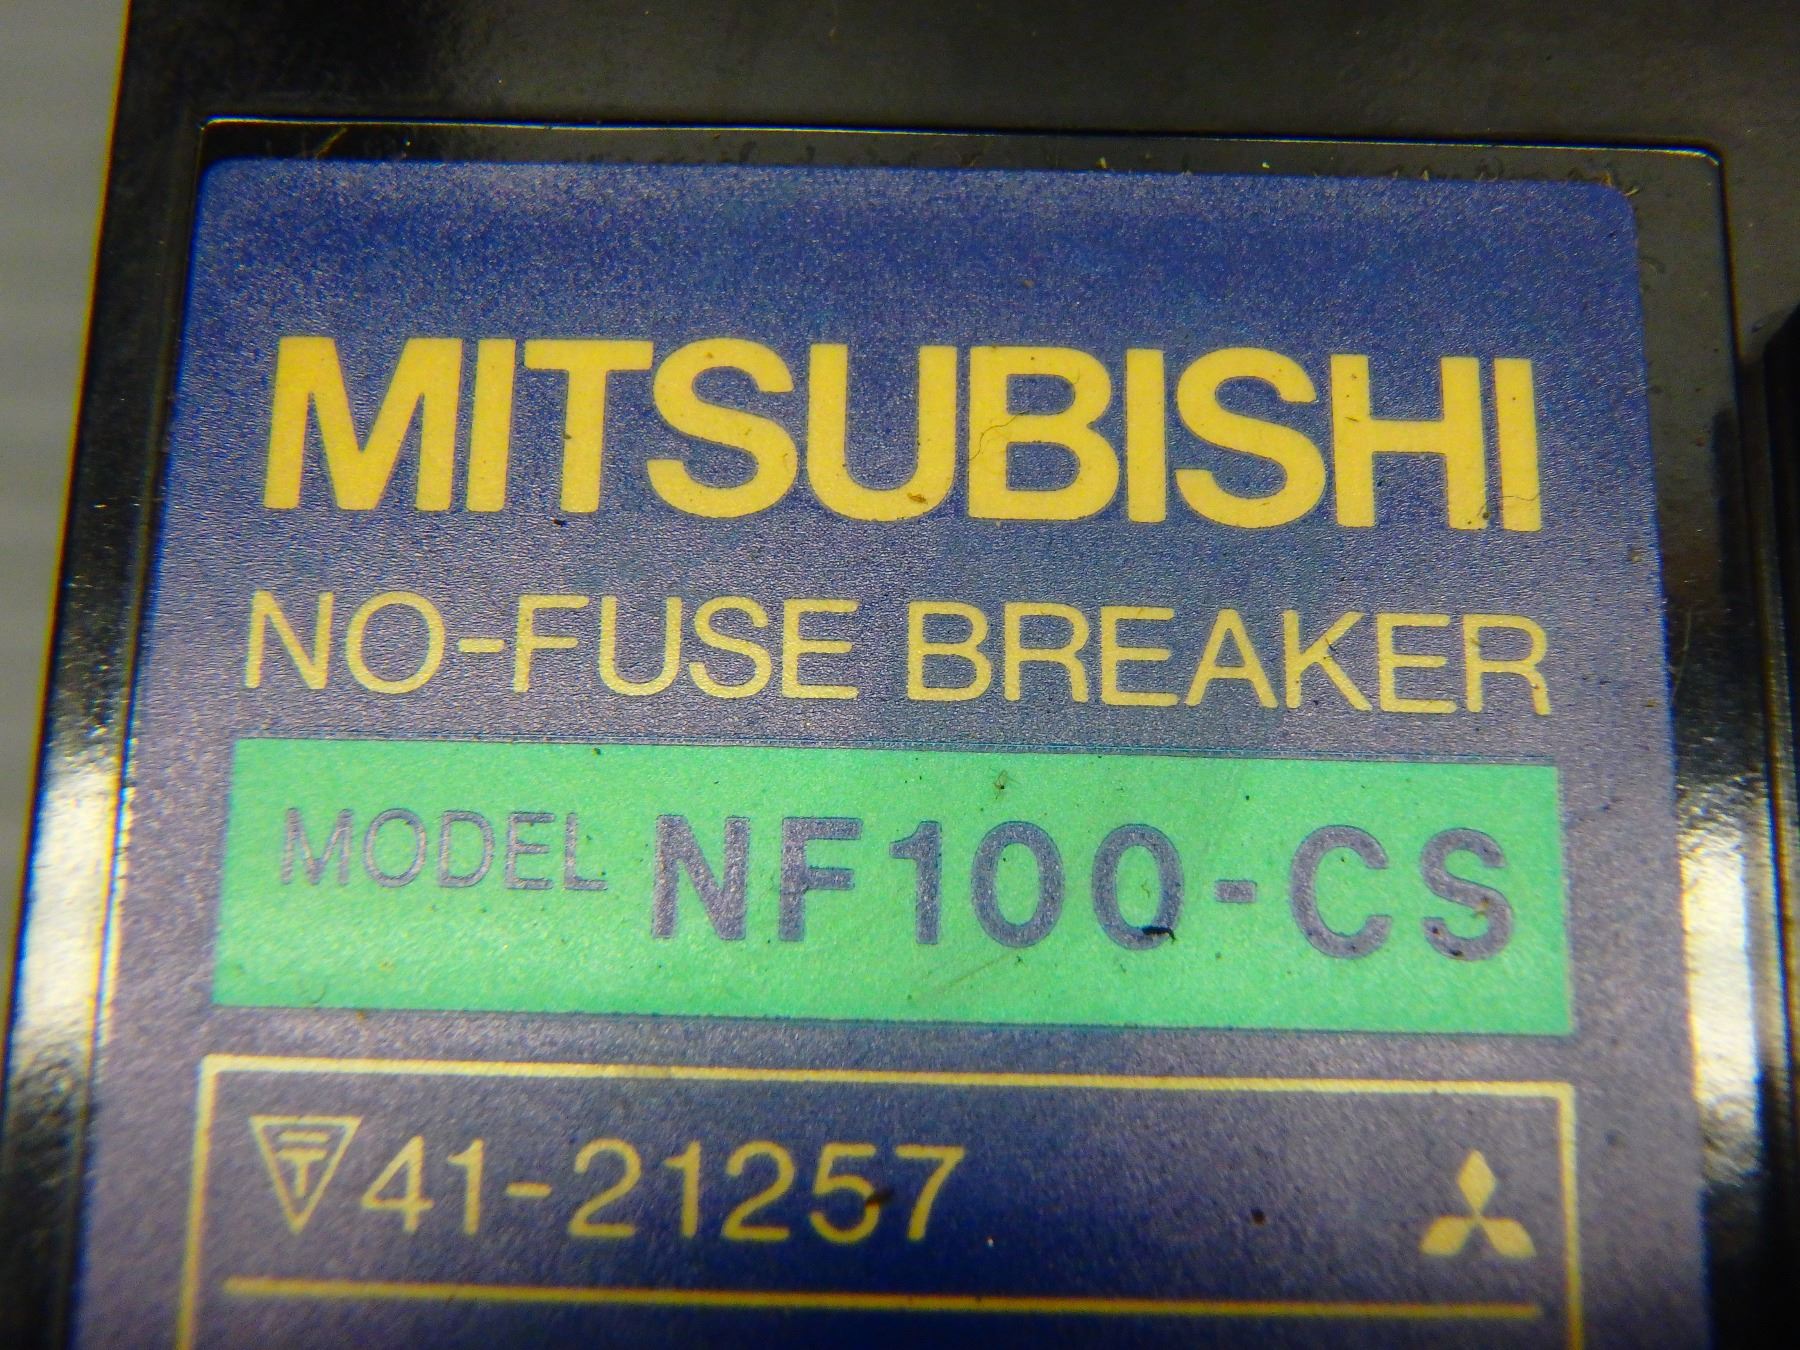 MITSUBISHI
NO-FUSE BREAKER
MODEL NF100-CS
41-21257